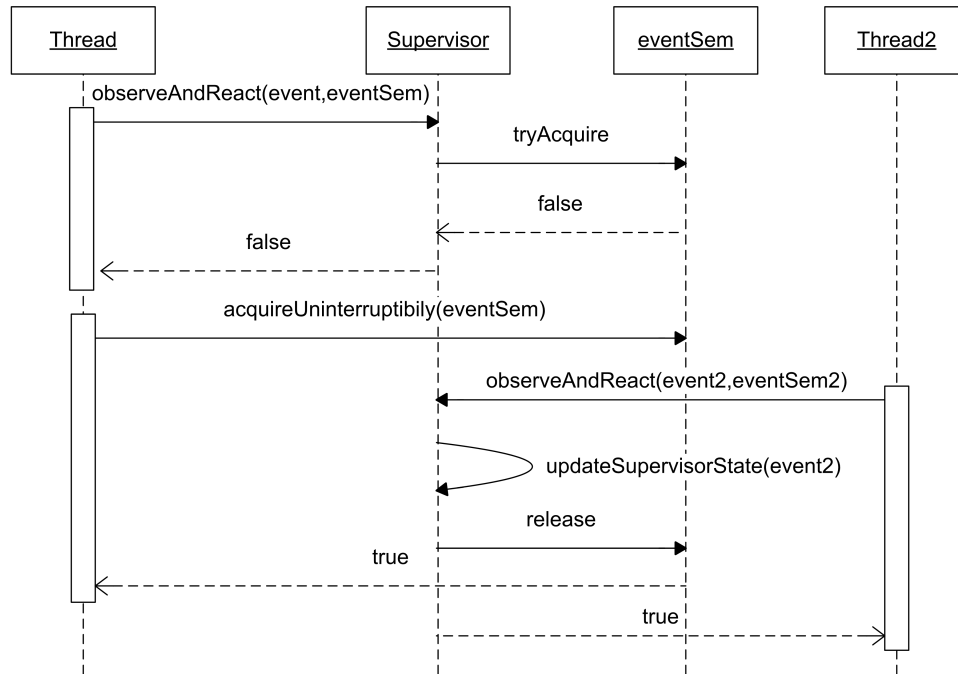 Thread
Supervisor
eventSem
Thread2
observeAndReact(event,eventSem)
tryAcquire
false
false
acquireUninterruptibily(eventSem)
observeAndReact(event2,eventSem2)
updateSupervisorState(event2)
release
true
true